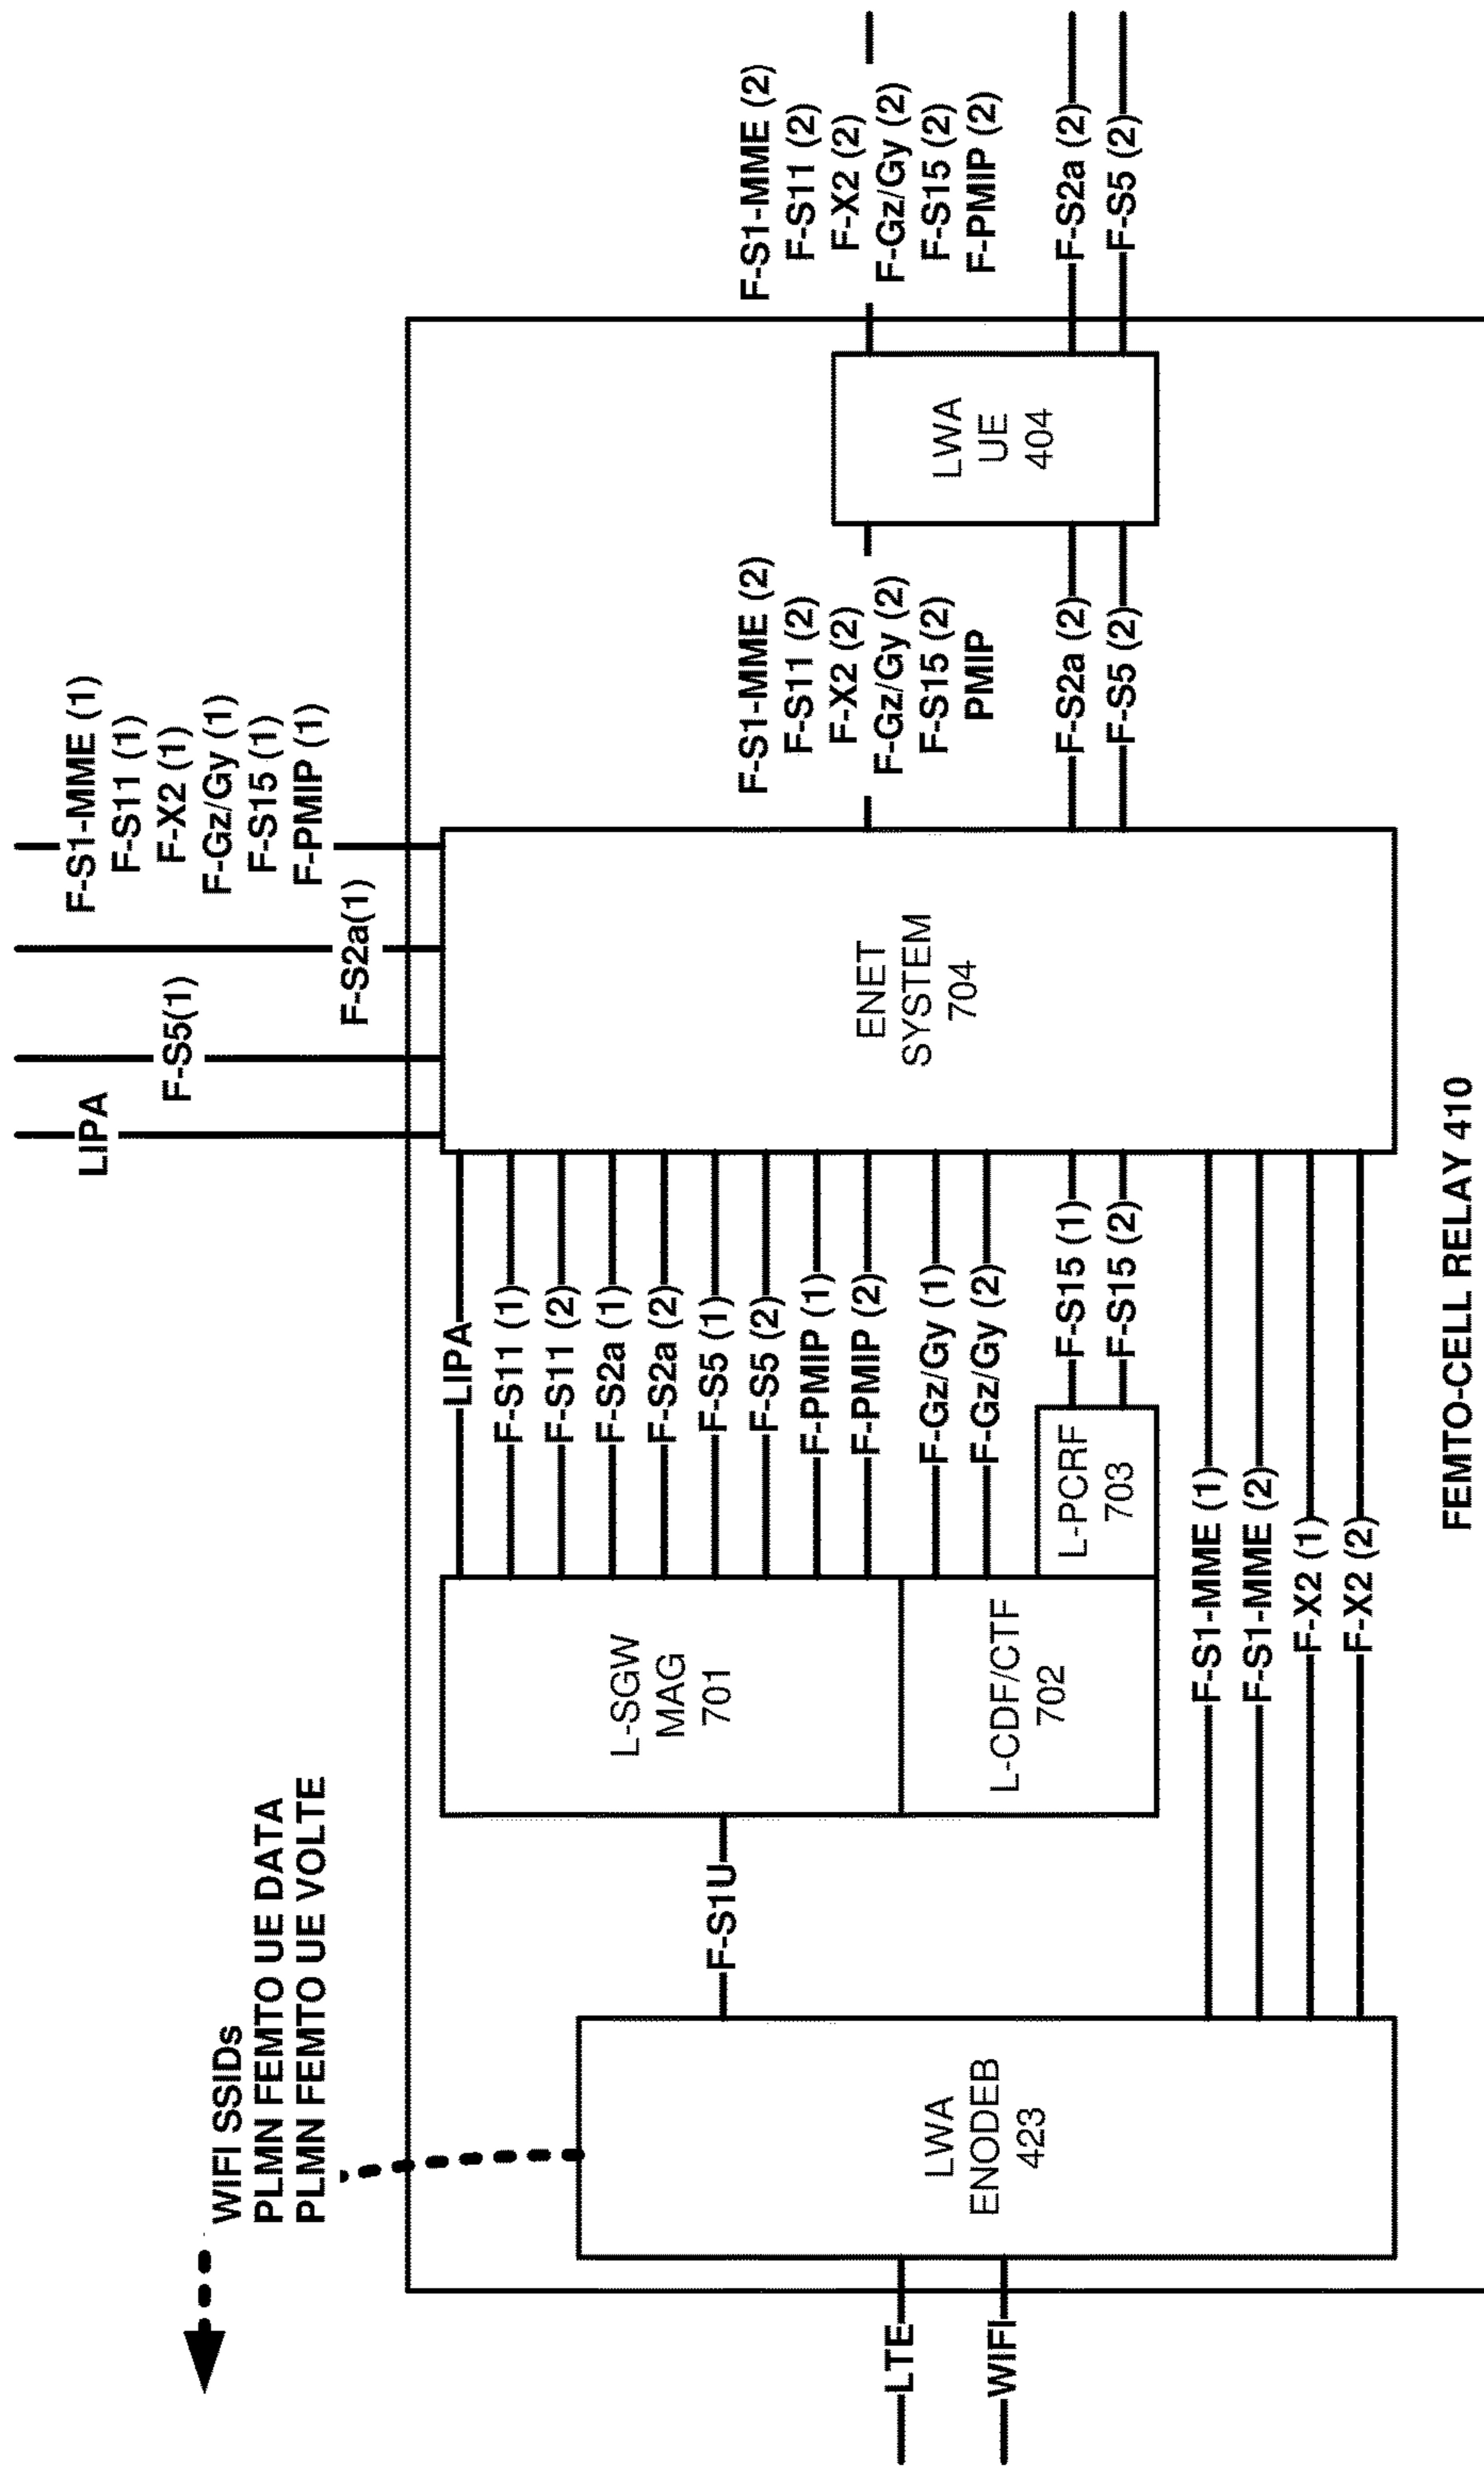 WIFI SSIDs
PLMN FEMTO UE DATA
PLMN FEMTO UE VOLTE
LIPA
F-S5(1)
F-S2a(1)
F-S1-MME (1)
F-S11 (1)
F-X2 (1)
F-Gz/Gy (1)
F-S15 (1)
F-PMIP (1)
LTE
WIFI
LWA
ENODEB
423
F-S1U
L-SGW
MAG
701
L-CDF/CTF
702
L-PCRF
703
LIPA
F-S11 (1)
F-S11 (2)
F-S2a (1)
F-S2a (2)
F-S5 (1)
F-S5 (2)
F-PMIP (1)
F-PMIP (2)
F-Gz/Gy (1)
F-Gz/Gy (2)
F-S15 (1)
F-S15 (2)
F-S1-MME (1)
F-S1-MME (2)
F-X2 (1)
F-X2 (2)
ENET
SYSTEM
704
F-S1-MME (2)
F-S11 (2)
F-X2 (2)
F-Gz/Gy (2)
F-S15 (2)
PMIP
F-S2a (2)
F-S5 (2)
LWA
UE
404
F-S1-MME (2)
F-S11 (2)
F-X2 (2)
F-Gz/Gy (2)
F-S15 (2)
F-PMIP (2)
F-S2a (2)
F-S5 (2)
FEMTO-CELL RELAY 410